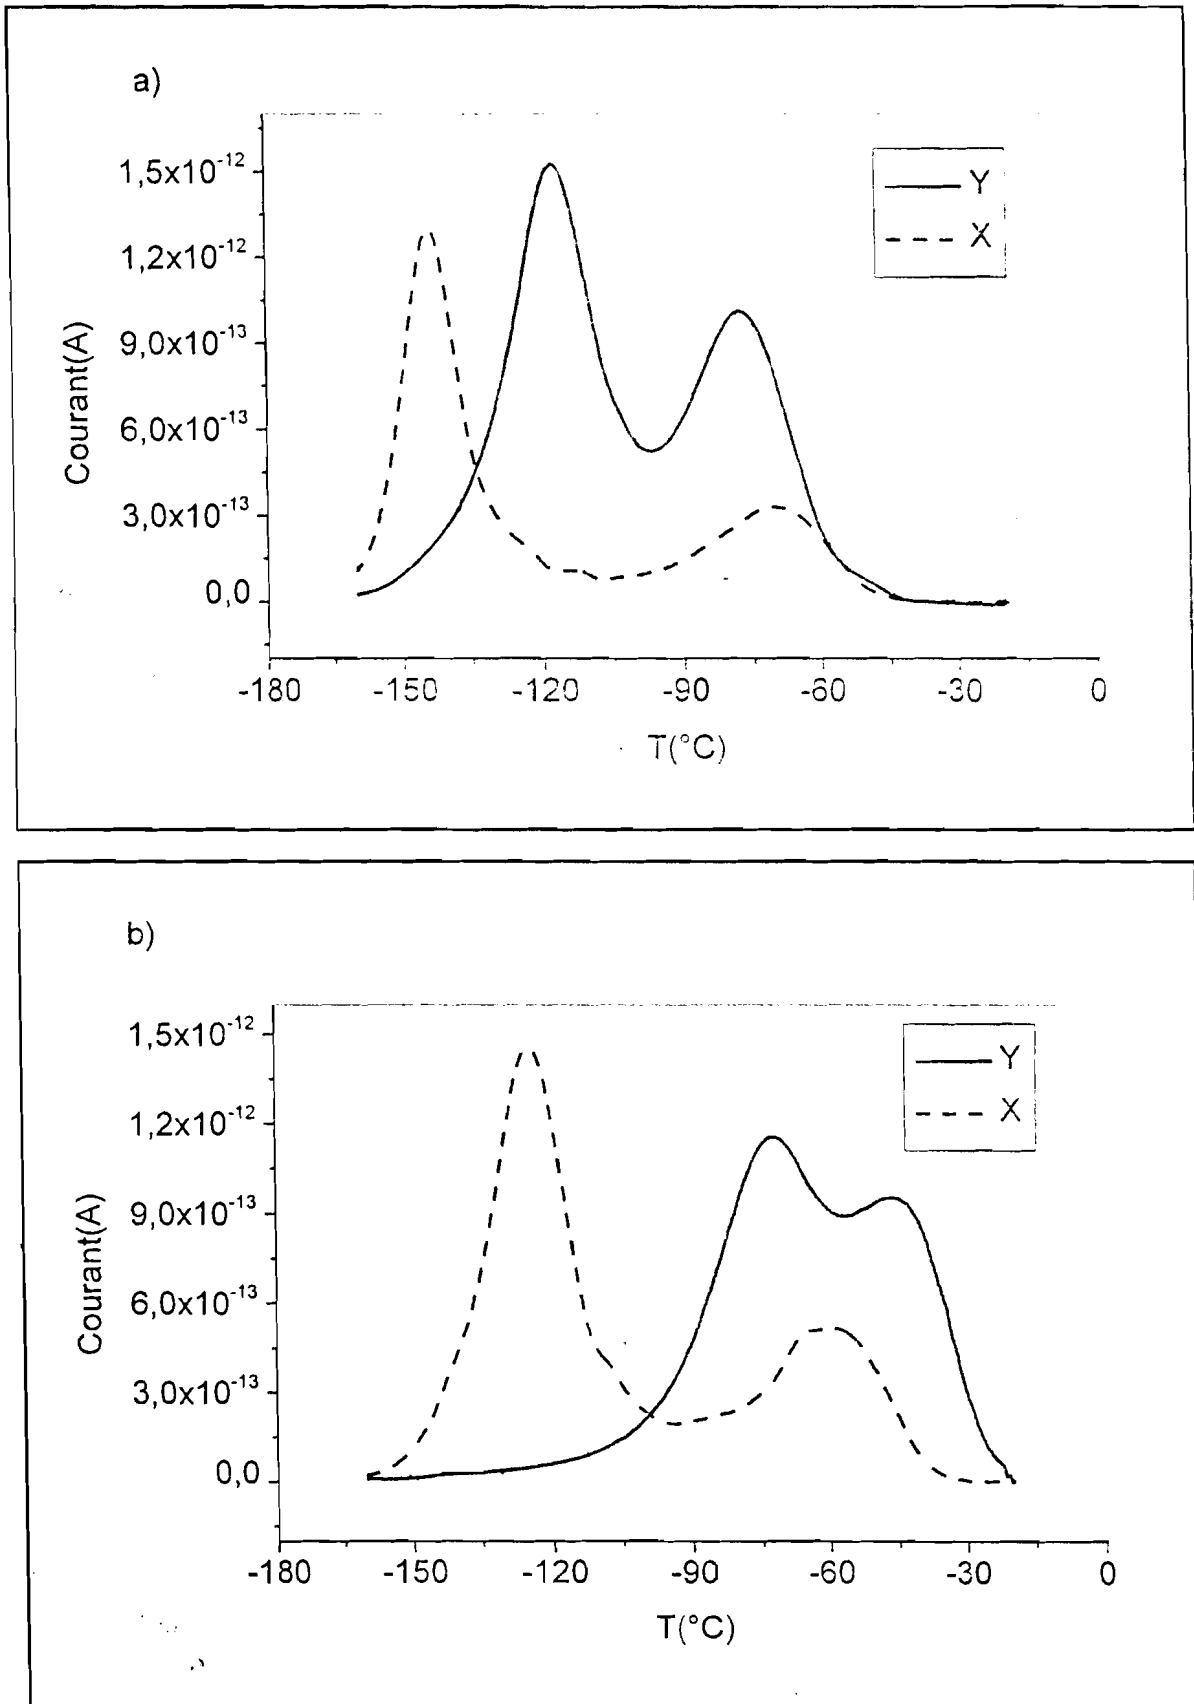 a)
1,5x10⁻¹²
1,2x10⁻¹²
9,0x10⁻¹³
6,0x10⁻¹³
3,0x10⁻¹³
0,0
Courant(A)
Y
X
-180 -150 -120 -90 -60 -30 0
T(°C)
b)
1,5x10⁻¹²
1,2x10⁻¹²
9,0x10⁻¹³
6,0x10⁻¹³
3,0x10⁻¹³
0,0
Courant(A)
Y
X
-180 -150 -120 -90 -60 -30 0
T(°C)